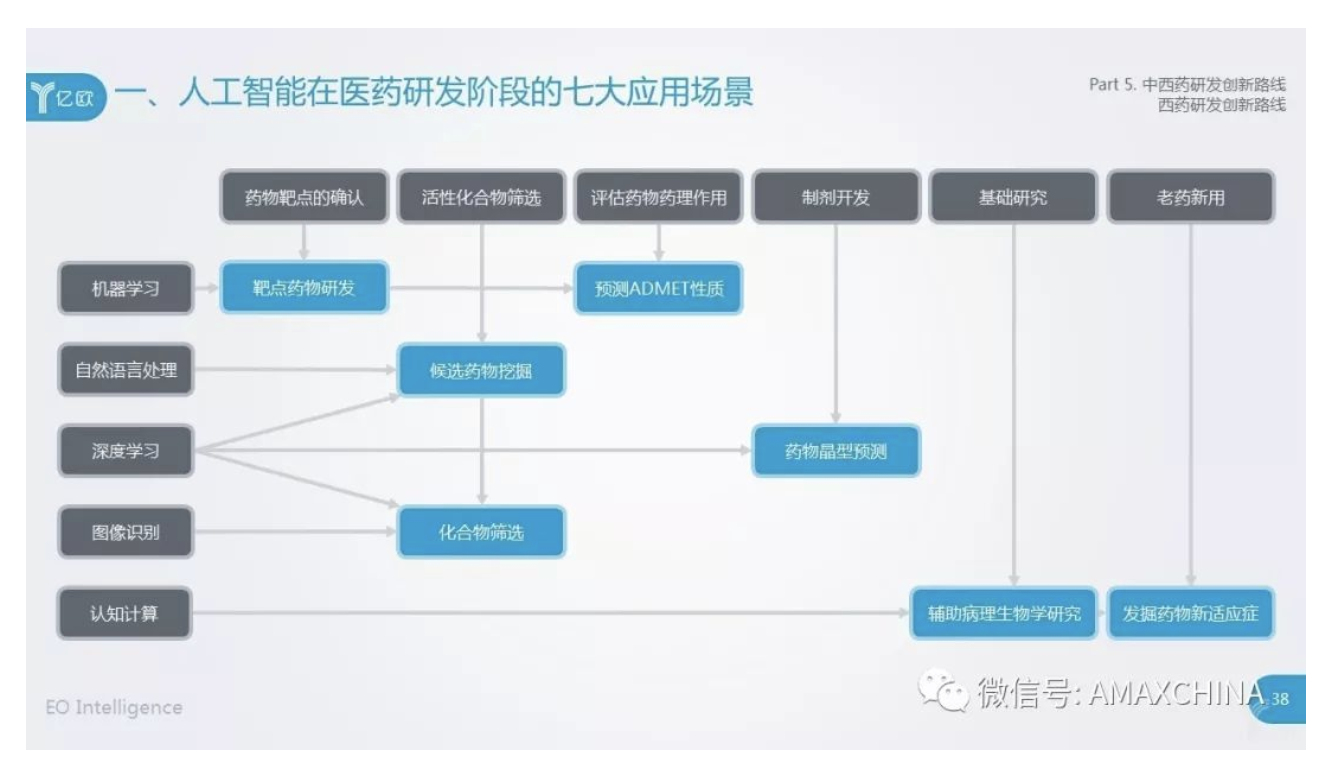 亿欧
一、人工智能在医药研发阶段的七大应用场景
Part 5. 中西药研发创新路线
西药研发创新路线
药物靶点的确认
活性化合物筛选
评估药物药理作用
制剂开发
基础研究
老药新用
机器学习
靶点药物研发
预测ADMET性质
自然语言处理
候选药物挖掘
深度学习
药物晶型预测
图像识别
化合物筛选
认知计算
辅助病理生物学研究
发掘药物新适应症
EO Intelligence
微信号: AMAXCHINA
38